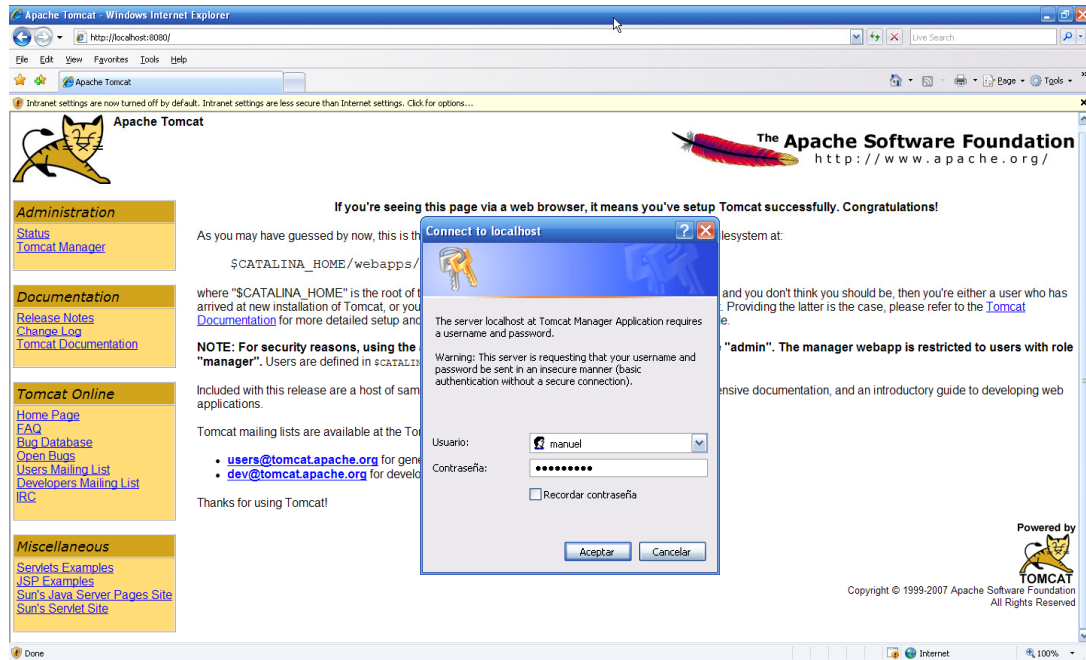 Apache Tomcat - Windows Internet Explorer
http://localhost:8080/
Live Search
File Edit View Favorites Tools Help
Apache Tomcat
Page Tools
Intranet settings are now turned off by default. Intranet settings are less secure than Internet settings. Click for options...
Apache Tomcat
The Apache Software Foundation
http://www.apache.org/
Administration
Status
Tomcat Manager
Documentation
Release Notes
Change Log
Tomcat Documentation
Tomcat Online
Home Page
FAQ
Bug Database
Open Bugs
Users Mailing List
Developers Mailing List
IRC
Miscellaneous
Servlets Examples
JSP Examples
Sun's Java Server Pages Site
Sun's Servlet Site
If you're seeing this page via a web browser, it means you've setup Tomcat successfully. Congratulations!
As you may have guessed by now, this is th lesystem at:
$CATALINA_HOME/webapps/
where "$CATALINA_HOME" is the root of t and you don't think you should be, then you're either a user who has
arrived at new installation of Tomcat, or you . Providing the latter is the case, please refer to the Tomcat
Documentation for more detailed setup and e.
NOTE: For security reasons, using the "admin". The manager webapp is restricted to users with role
"manager". Users are defined in $CATALIN
Included with this release are a host of sam ensive documentation, and an introductory guide to developing web
applications.
Tomcat mailing lists are available at the To
users@tomcat.apache.org for gene
dev@tomcat.apache.org for develo
Thanks for using Tomcat!
Connect to localhost
The server localhost at Tomcat Manager Application requires
a username and password.
Warning: This server is requesting that your username and
password be sent in an insecure manner (basic
authentication without a secure connection).
Usuario: manuel
Contraseña:
Recordar contraseña
Aceptar Cancelar
Powered by
TOMCAT
Copyright © 1999-2007 Apache Software Foundation
All Rights Reserved
Done Internet 100%